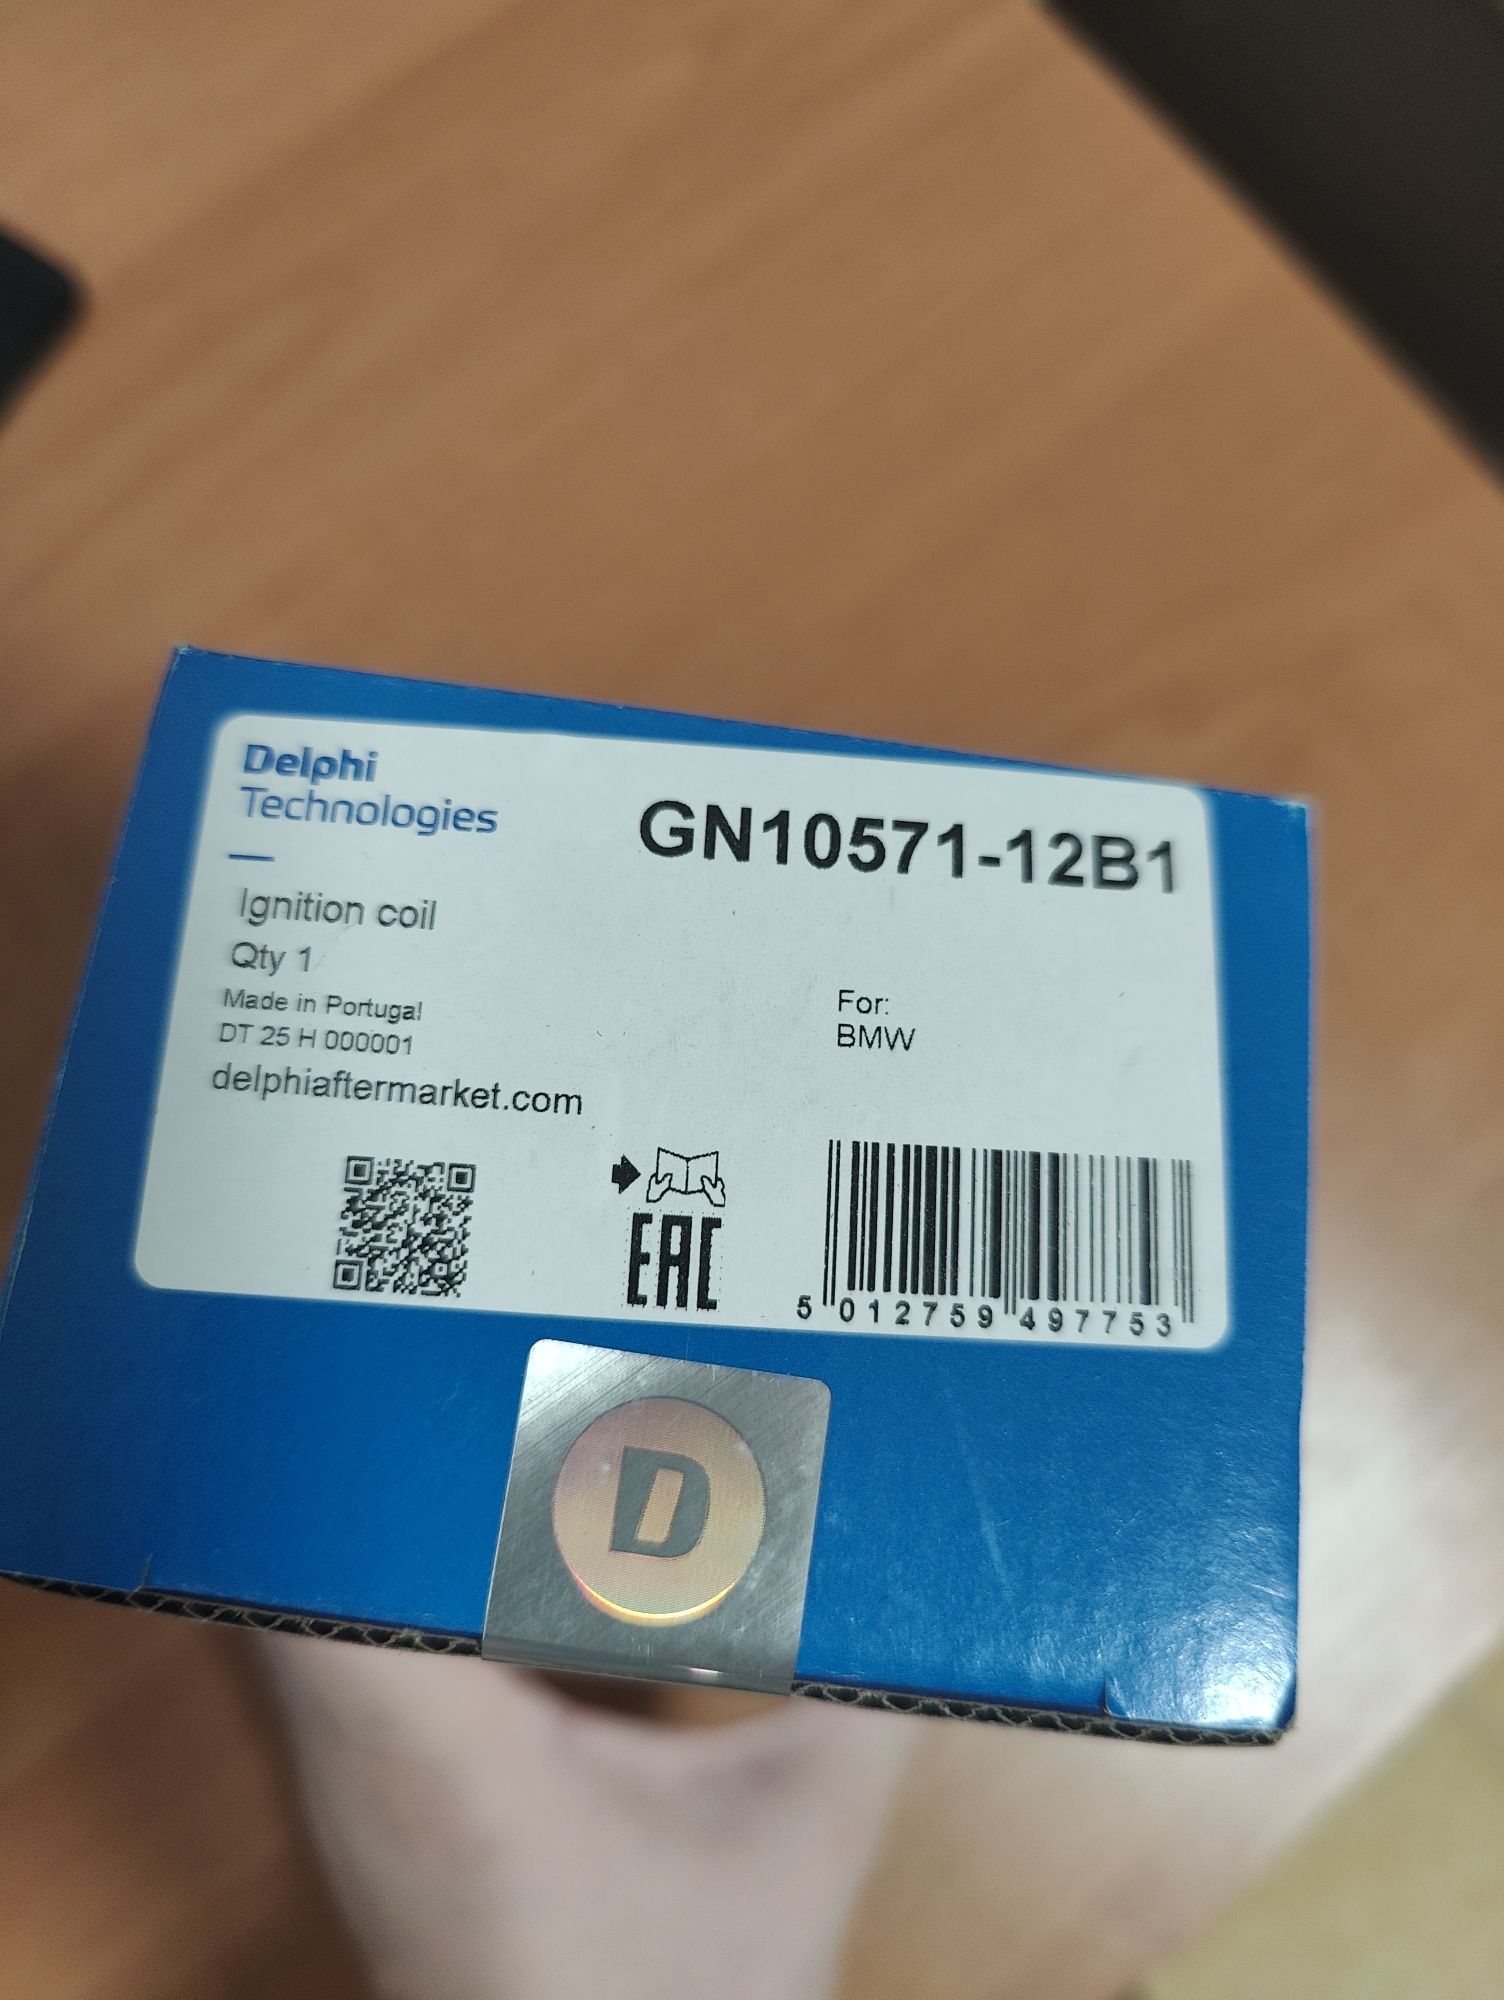 Delphi
Technologies
GN10571-12B1
Ignition coil
Qty 1
Made in Portugal
DT 25 H 000001
delphiaftermarket.com
For:
BMW
EAC
5 012759 497753
D